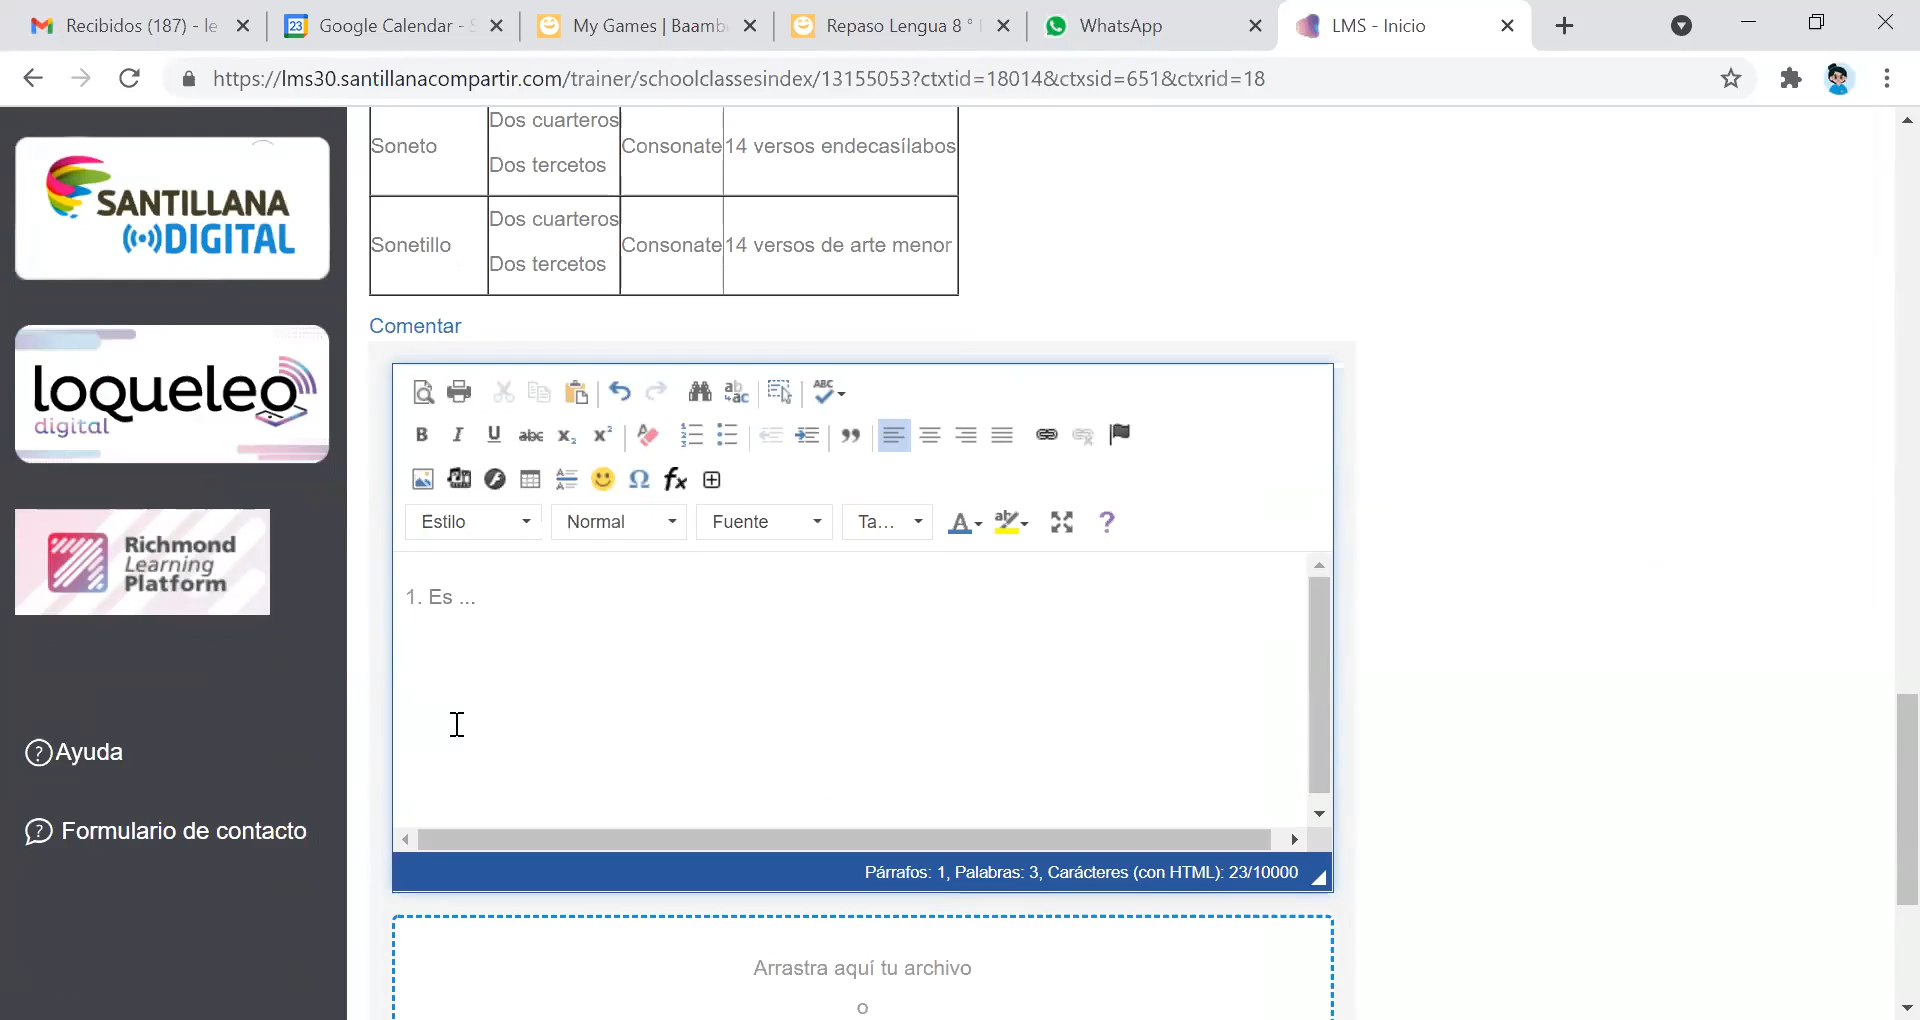 Recibidos (187) - le
Google Calendar - S
My Games | Baamb
Repaso Lengua 8 °
WhatsApp
LMS - Inicio
https://lms30.santillanacompartir.com/trainer/schoolclassesindex/13155053?ctxtid=18014&ctxsid=651&ctxrid=18
SANTILLANA
DIGITAL
loqueleo
digital
Richmond
Learning
Platform
?Ayuda
? Formulario de contacto
Dos cuarteros
Soneto Consonate 14 versos endecasílabos
Dos tercetos
Dos cuarteros
Sonetillo Consonate 14 versos de arte menor
Dos tercetos
Comentar
Estilo Normal Fuente Ta...
1. Es ...
Párrafos: 1, Palabras: 3, Carácteres (con HTML): 23/10000
Arrastra aquí tu archivo
o